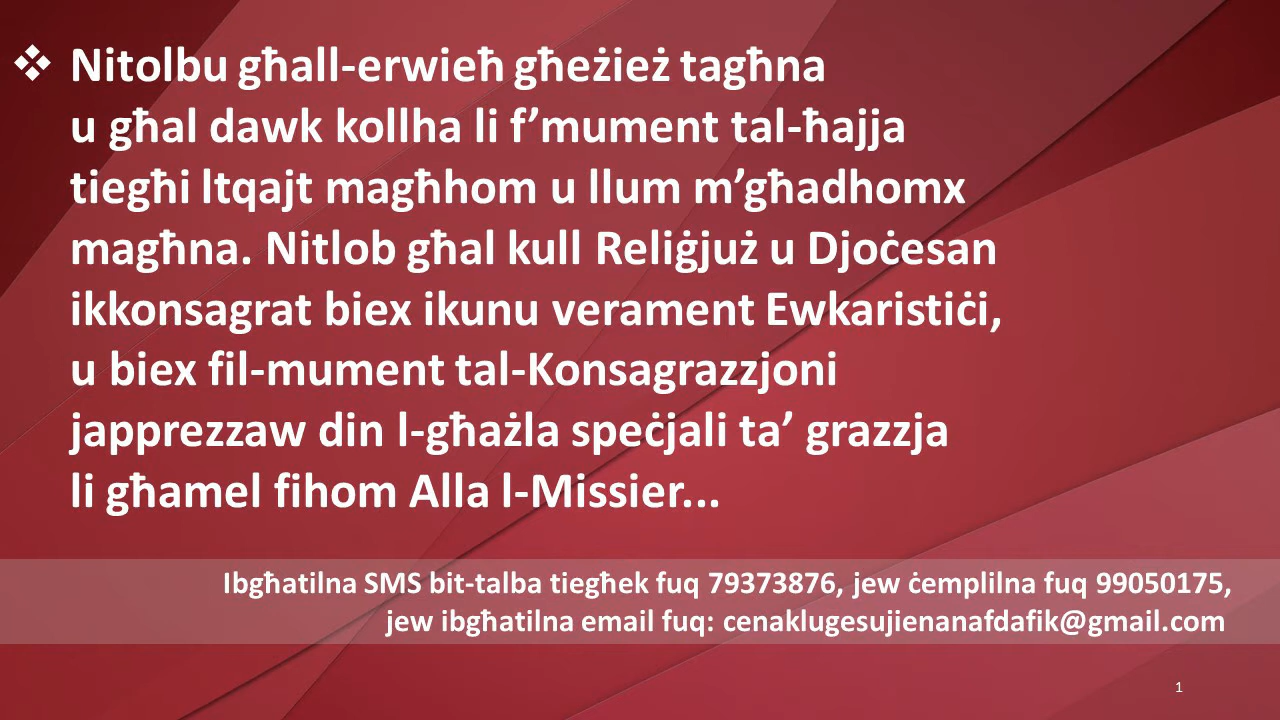 ❖ Nitolbu għall-erwieħ għeżież tagħna
u għal dawk kollha li f’mument tal-ħajja
tiegħi ltqajt magħhom u llum m’għadhomx
magħna. Nitlob għal kull Reliġjuż u Djoċesan
ikkonsagrat biex ikunu verament Ewkaristiċi,
u biex fil-mument tal-Konsagrazzjoni
japprezzaw din l-għażla speċjali ta’ grazzja
li għamel fihom Alla l-Missier...
Ibgħatilna SMS bit-talba tiegħek fuq 79373876, jew ċemplilna fuq 99050175,
jew ibgħatilna email fuq: cenaklugesujienanafdafik@gmail.com
1